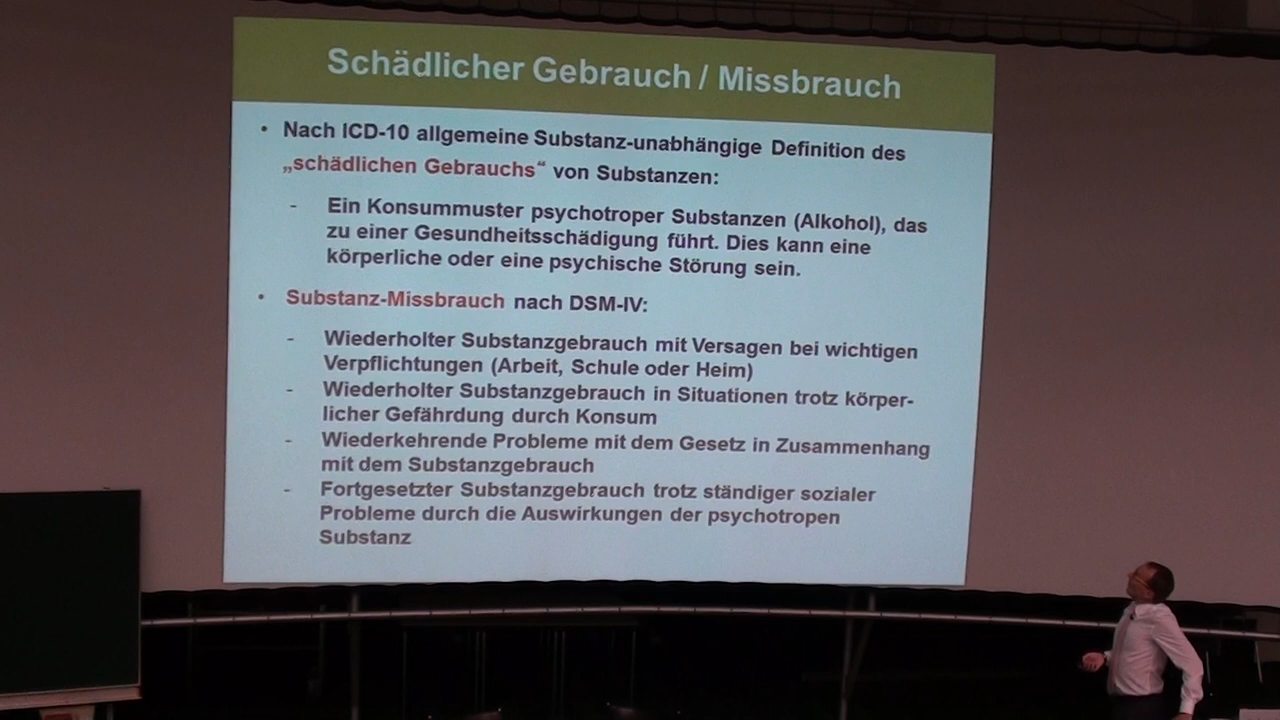 Schädlicher Gebrauch / Missbrauch
• Nach ICD-10 allgemeine Substanz-unabhängige Definition des
„schädlichen Gebrauchs“ von Substanzen:
- Ein Konsummuster psychotroper Substanzen (Alkohol), das
zu einer Gesundheitsschädigung führt. Dies kann eine
körperliche oder eine psychische Störung sein.
• Substanz-Missbrauch nach DSM-IV:
- Wiederholter Substanzgebrauch mit Versagen bei wichtigen
Verpflichtungen (Arbeit, Schule oder Heim)
- Wiederholter Substanzgebrauch in Situationen trotz körper-
licher Gefährdung durch Konsum
- Wiederkehrende Probleme mit dem Gesetz in Zusammenhang
mit dem Substanzgebrauch
- Fortgesetzter Substanzgebrauch trotz ständiger sozialer
Probleme durch die Auswirkungen der psychotropen
Substanz